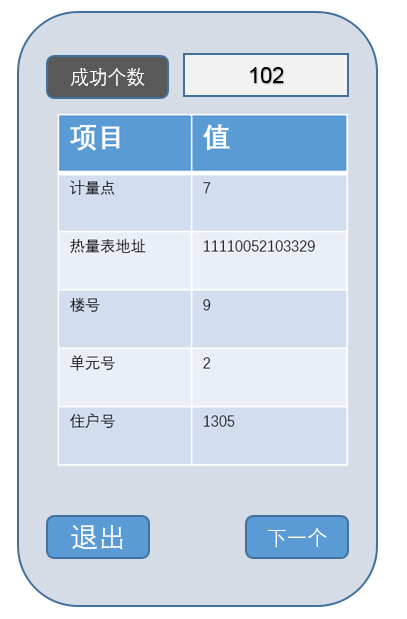 成功个数 102
项目 值
计量点 7
热量表地址 11110052103329
楼号 9
单元号 2
住户号 1305
退出 下一个